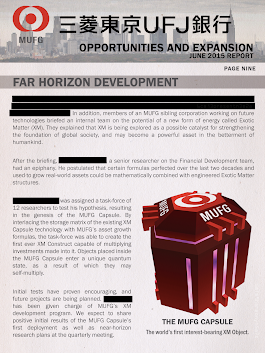 三菱東京UFJ銀行
MUFG
OPPORTUNITIES AND EXPANSION
JUNE 2015 REPORT
PAGE NINE
FAR HORIZON DEVELOPMENT
In addition, members of an MUFG sibling corporation working on future
technologies briefed an internal team on the potential of a new form of energy called Exotic
Matter (XM). They explained that XM is being explored as a possible catalyst for strengthening
the foundation of global society, and may become a powerful asset in the betterment of
humankind.
After the briefing, a senior researcher on the Financial Development team,
had an epiphany. He postulated that certain formulas perfected over the last two decades and
used to grow real-world assets could be mathematically combined with engineered Exotic Matter
structures.
was assigned a task-force of
12 researchers to test his hypothesis, resulting
in the genesis of the MUFG Capsule. By
interlacing the storage matrix of the existing XM
Capsule technology with MUFG's asset growth
formulas, the task-force was able to create the
first ever XM Construct capable of multiplying
investments made into it. Objects placed inside
the MUFG Capsule enter a unique quantum
state, as a result of which they may
self-multiply.
Initial tests have proven encouraging, and
future projects are being planned.
has been given charge of MUFG's XM
development program. We expect to share
positive initial results of the MUFG Capsule's
first deployment as well as near-horizon
research plans at the quarterly meeting.
MUFG
THE MUFG CAPSULE
The world's first interest-bearing XM Object.